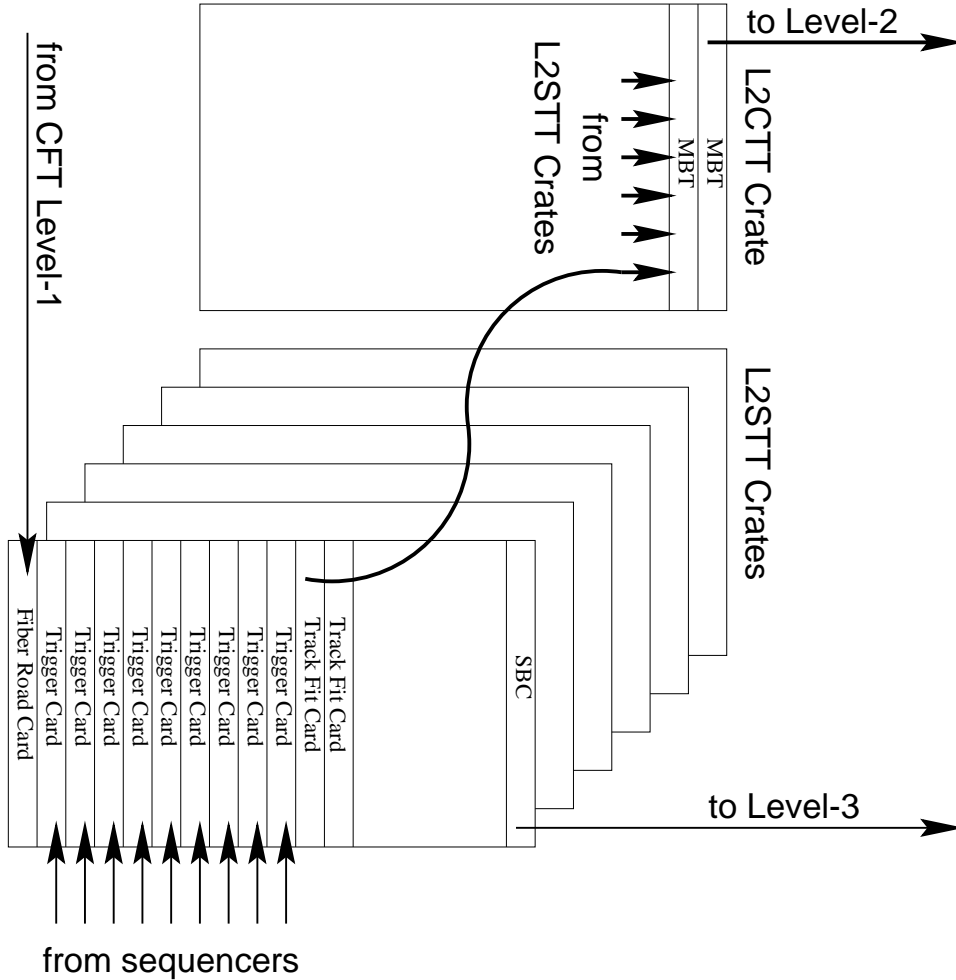 to Level-2
from CFT Level-1
L2STT Crates
from
MBT
MBT
L2CTT Crate
L2STT Crates
Fiber Road Card
Trigger Card
Trigger Card
Trigger Card
Trigger Card
Trigger Card
Trigger Card
Trigger Card
Trigger Card
Trigger Card
Track Fit Card
Track Fit Card
SBC
to Level-3
from sequencers